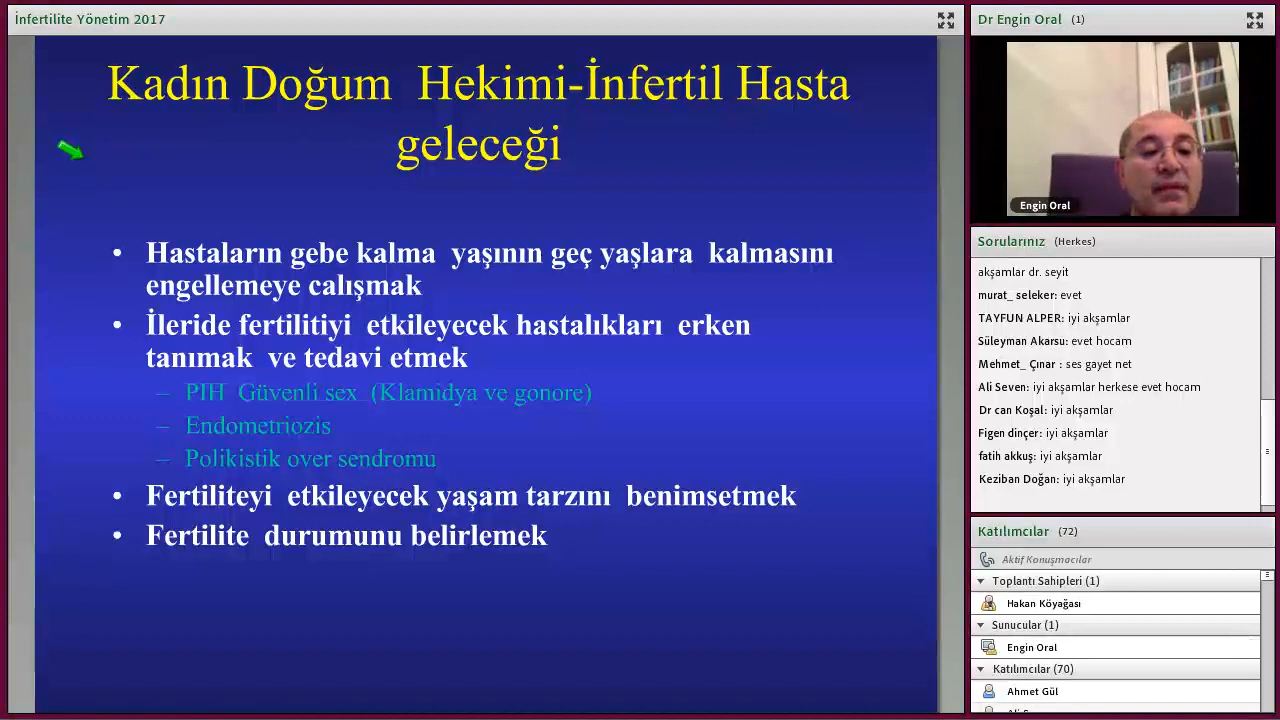 İnfertilite Yönetim 2017
Kadın Doğum Hekimi-İnfertil Hasta
geleceği
• Hastaların gebe kalma yaşının geç yaşlara kalmasını
engellemeye calışmak
• İleride fertilitiyi etkileyecek hastalıkları erken
tanımak ve tedavi etmek
– PIH Güvenli sex (Klamidya ve gonore)
– Endometriozis
– Polikistik over sendromu
• Fertiliteyi etkileyecek yaşam tarzını benimsetmek
• Fertilite durumunu belirlemek
Dr Engin Oral (1)
Engin Oral
Sorularınız (Herkes)
akşamlar dr. seyit
murat_ seleker: evet
TAYFUN ALPER: iyi akşamlar
Süleyman Akarsu: evet hocam
Mehmet_ Çınar : ses gayet net
Ali Seven: iyi akşamlar herkese evet hocam
Dr can Koşal: iyi akşamlar
Figen dinçer: iyi akşamlar
fatih akkuş: iyi akşamlar
Keziban Doğan: iyi akşamlar
Katılımcılar (72)
Aktif Konuşmacılar
Toplantı Sahipleri (1)
Hakan Köyağası
Sunucular (1)
Engin Oral
Katılımcılar (70)
Ahmet Gül